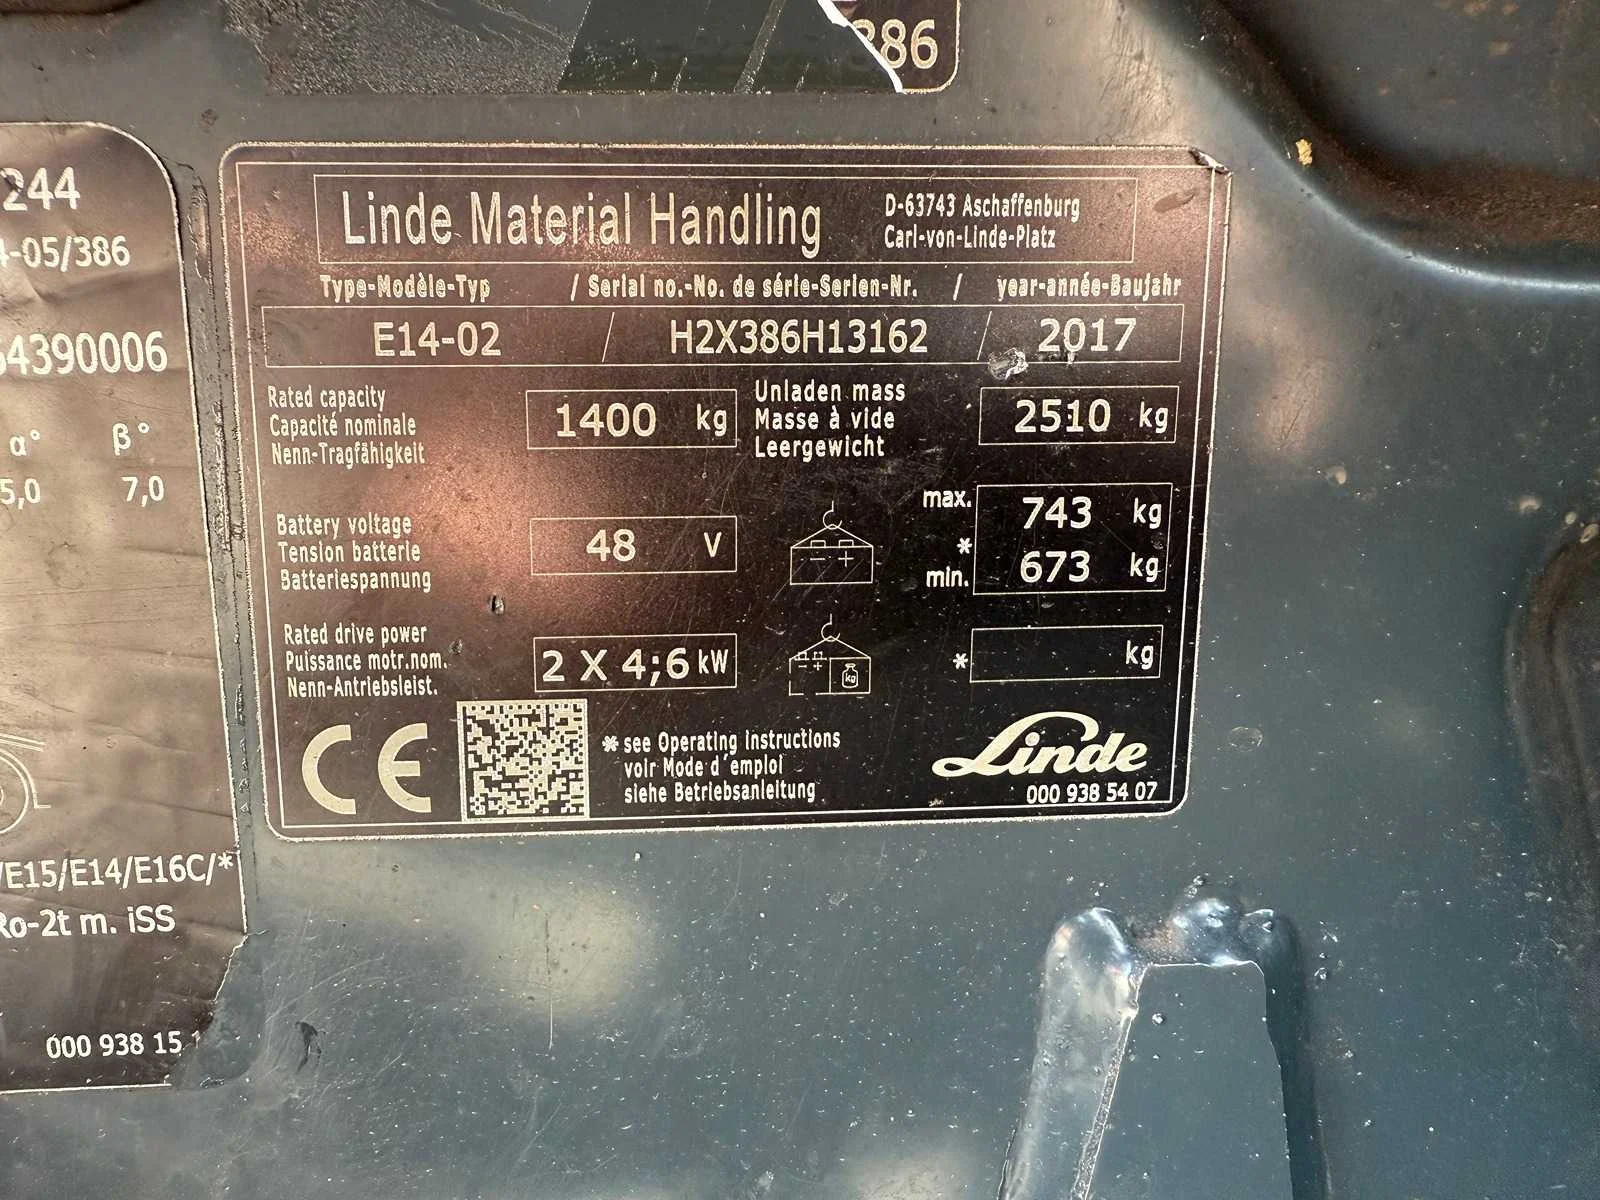 386
244
4-05/386
54390006
α° β°
5,0 7,0
/E15/E14/E16C/*
Ro-2t m. iSS
000 938 15
Linde Material Handling
D-63743 Aschaffenburg
Carl-von-Linde-Platz
Type-Modèle-Typ / Serial no.-No. de série-Serien-Nr. / year-année-Baujahr
E14-02 / H2X386H13162 / 2017
Rated capacity
Capacité nominale
Nenn-Tragfähigkeit
1400 kg
Unladen mass
Masse à vide
Leergewicht
2510 kg
Battery voltage
Tension batterie
Batteriespannung
48 V
- +
max. 743 kg
*
min. 673 kg
Rated drive power
Puissance motr.nom.
Nenn-Antriebsleist.
2 X 4;6 kW
- + kg
* kg
CE
* see Operating Instructions
voir Mode d´emploi
siehe Betriebsanleitung
Linde
000 938 54 07